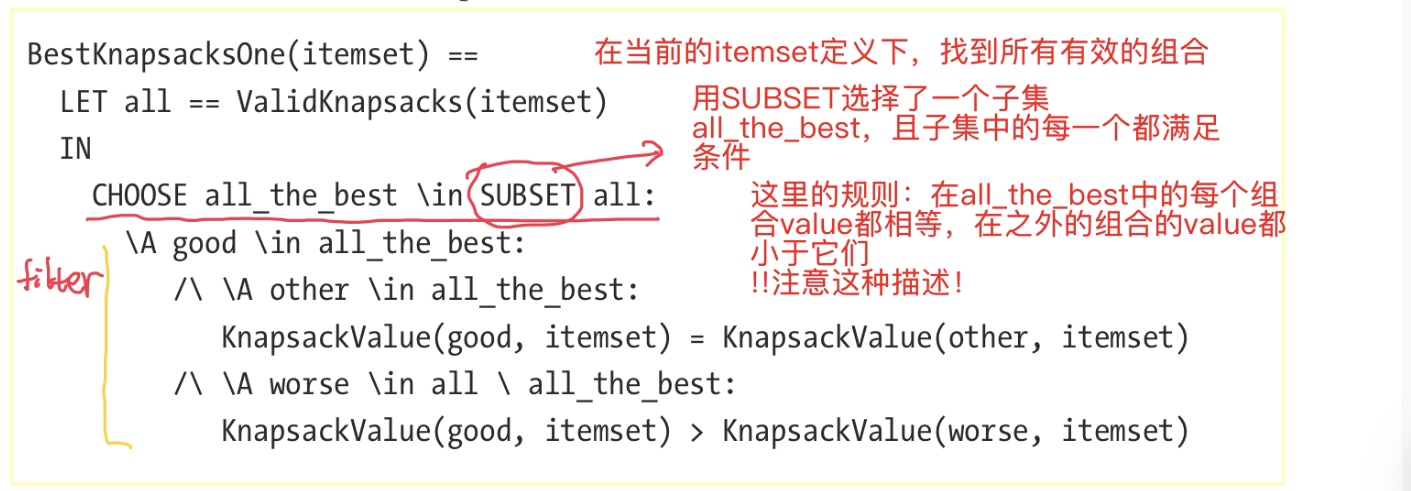 BestKnapsacksOne(itemset) ==
在当前的itemset定义下，找到所有有效的组合
LET all == ValidKnapsacks(itemset)
用SUBSET选择了一个子集
all_the_best，且子集中的每一个都满足
条件
IN
CHOOSE all_the_best \in SUBSET all:
这里的规则：在all_the_best中的每个组
合value都相等，在之外的组合的value都
小于它们
!!注意这种描述！
\A good \in all_the_best:
filter
/\ \A other \in all_the_best:
KnapsackValue(good, itemset) = KnapsackValue(other, itemset)
/\ \A worse \in all \ all_the_best:
KnapsackValue(good, itemset) > KnapsackValue(worse, itemset)